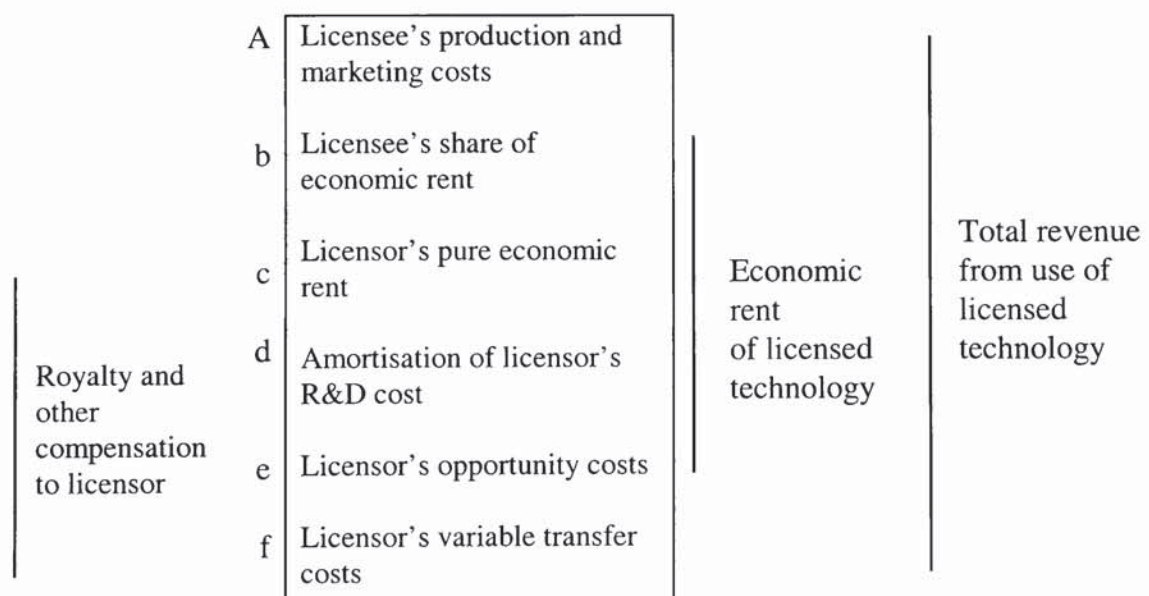 A
Licensee's production and
marketing costs
b
Licensee's share of
economic rent
c
Licensor's pure economic
rent
d
Amortisation of licensor's
R&D cost
e
Licensor's opportunity costs
f
Licensor's variable transfer
costs
Royalty and
other
compensation
to licensor
Economic
rent
of licensed
technology
Total revenue
from use of
licensed
technology